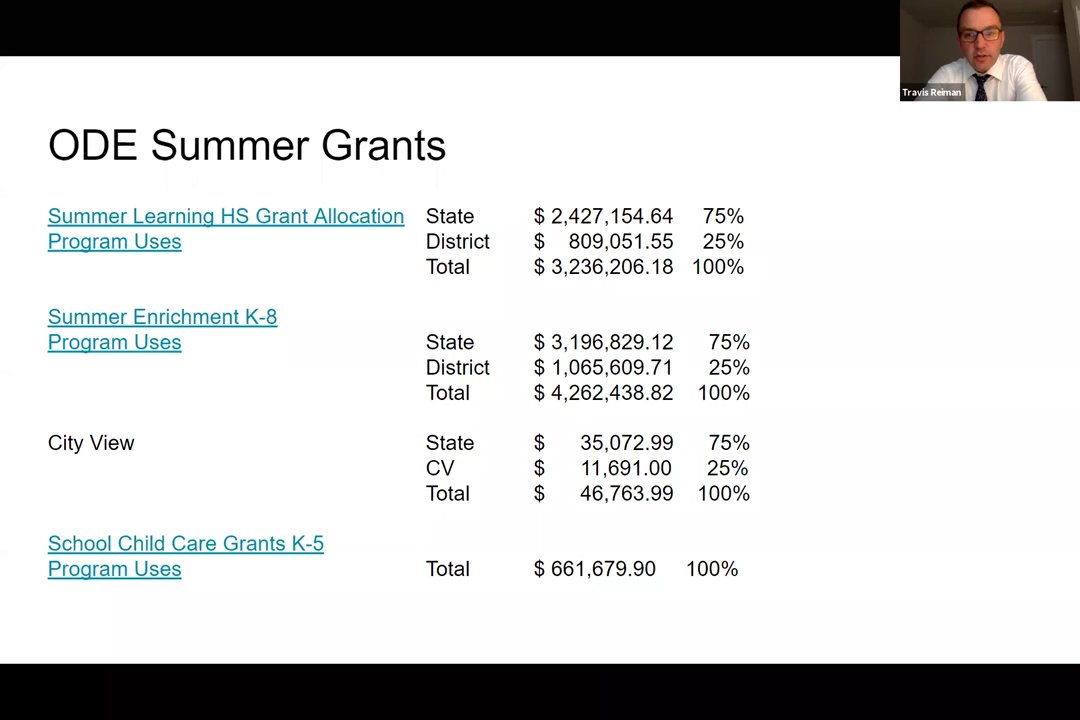 Travis Reiman
ODE Summer Grants
Summer Learning HS Grant Allocation State $ 2,427,154.64 75%
Program Uses District $ 809,051.55 25%
Total $ 3,236,206.18 100%
Summer Enrichment K-8
Program Uses State $ 3,196,829.12 75%
District $ 1,065,609.71 25%
Total $ 4,262,438.82 100%
City View State $ 35,072.99 75%
CV $ 11,691.00 25%
Total $ 46,763.99 100%
School Child Care Grants K-5
Program Uses Total $ 661,679.90 100%